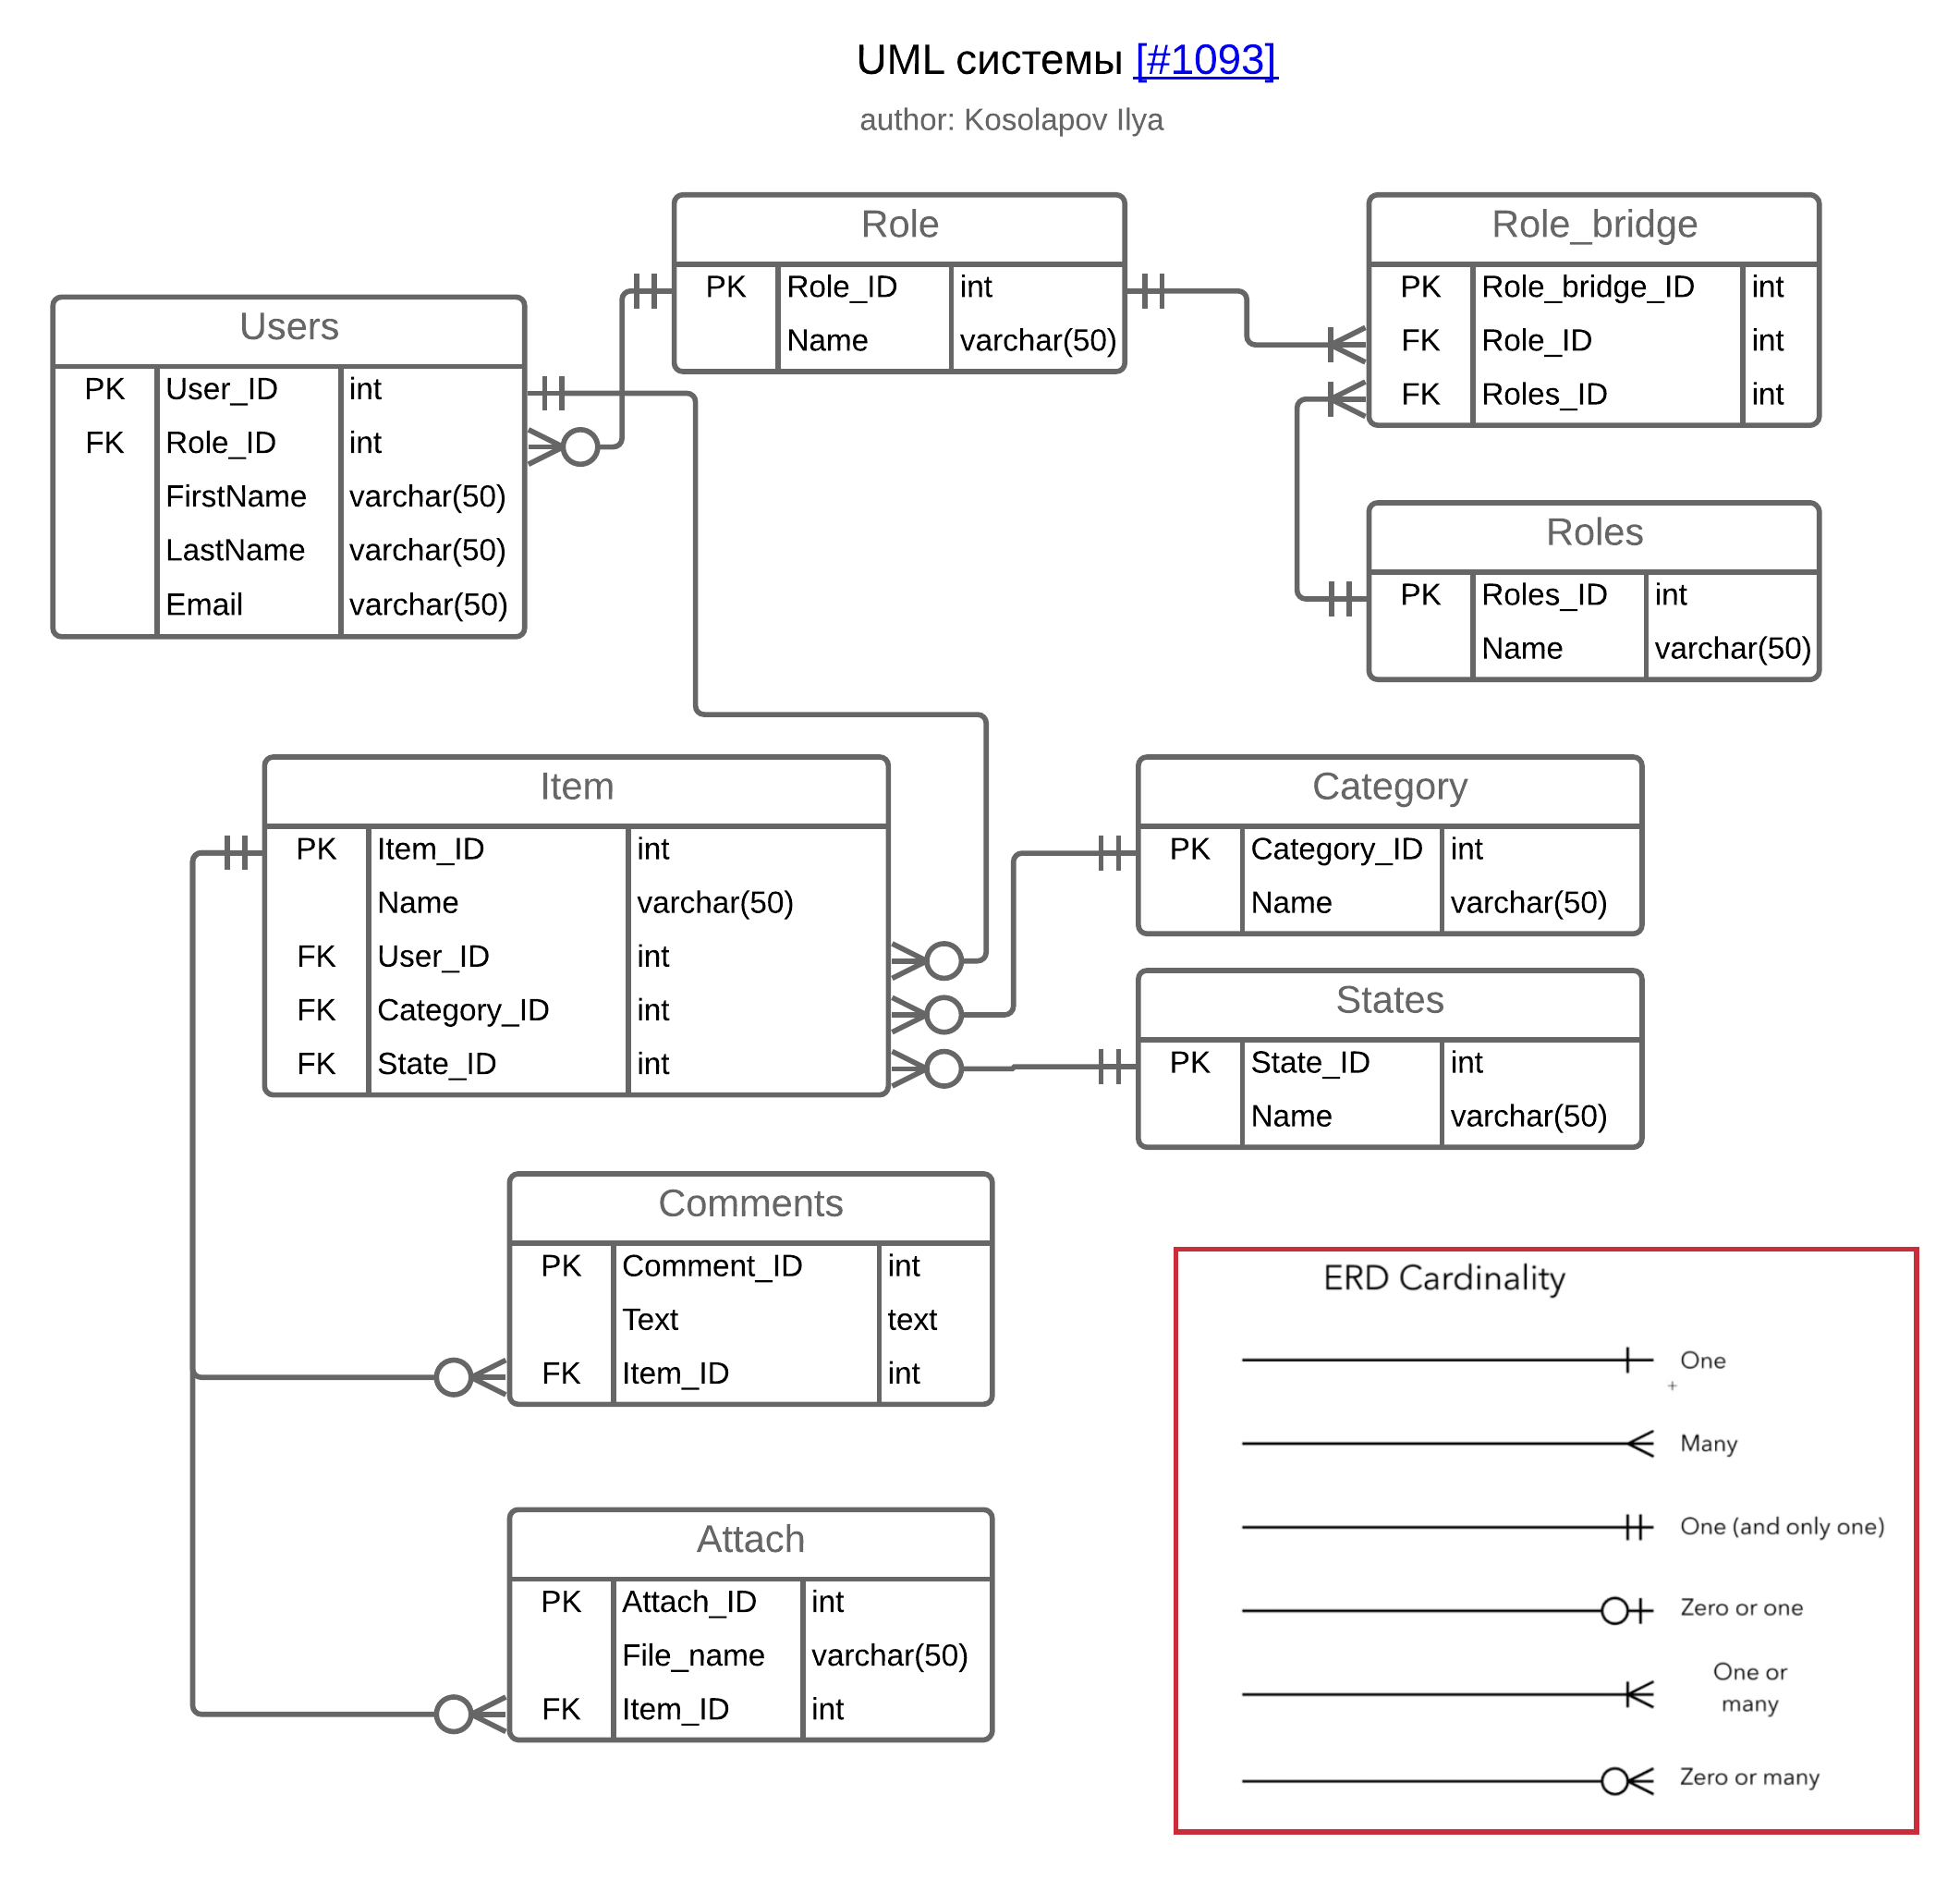 UML системы [#1093]
author: Kosolapov Ilya
Users
PK User_ID int
FK Role_ID int
FirstName varchar(50)
LastName varchar(50)
Email varchar(50)
Role
PK Role_ID int
Name varchar(50)
Role_bridge
PK Role_bridge_ID int
FK Role_ID int
FK Roles_ID int
Roles
PK Roles_ID int
Name varchar(50)
Item
PK Item_ID int
Name varchar(50)
FK User_ID int
FK Category_ID int
FK State_ID int
Category
PK Category_ID int
Name varchar(50)
States
PK State_ID int
Name varchar(50)
Comments
PK Comment_ID int
Text text
FK Item_ID int
Attach
PK Attach_ID int
File_name varchar(50)
FK Item_ID int
ERD Cardinality
One
+
Many
One (and only one)
Zero or one
One or
many
Zero or many